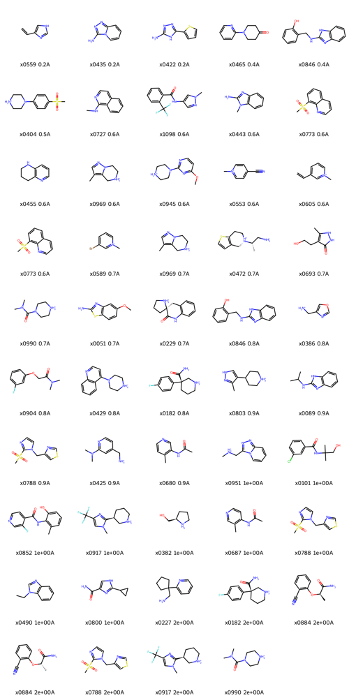 x0559 0.2A x0435 0.2A x0422 0.2A x0465 0.4A x0846 0.4A
x0404 0.5A x0727 0.6A x1098 0.6A x0443 0.6A x0773 0.6A
x0455 0.6A x0969 0.6A x0945 0.6A x0553 0.6A x0605 0.6A
x0773 0.6A x0589 0.7A x0969 0.7A x0472 0.7A x0693 0.7A
x0990 0.7A x0051 0.7A x0229 0.7A x0846 0.8A x0386 0.8A
x0904 0.8A x0429 0.8A x0182 0.8A x0803 0.9A x0089 0.9A
x0788 0.9A x0425 0.9A x0680 0.9A x0951 1e+00A x0101 1e+00A
x0852 1e+00A x0917 1e+00A x0382 1e+00A x0687 1e+00A x0788 1e+00A
x0490 1e+00A x0800 1e+00A x0227 2e+00A x0182 2e+00A x0884 2e+00A
x0884 2e+00A x0788 2e+00A x0917 2e+00A x0990 2e+00A